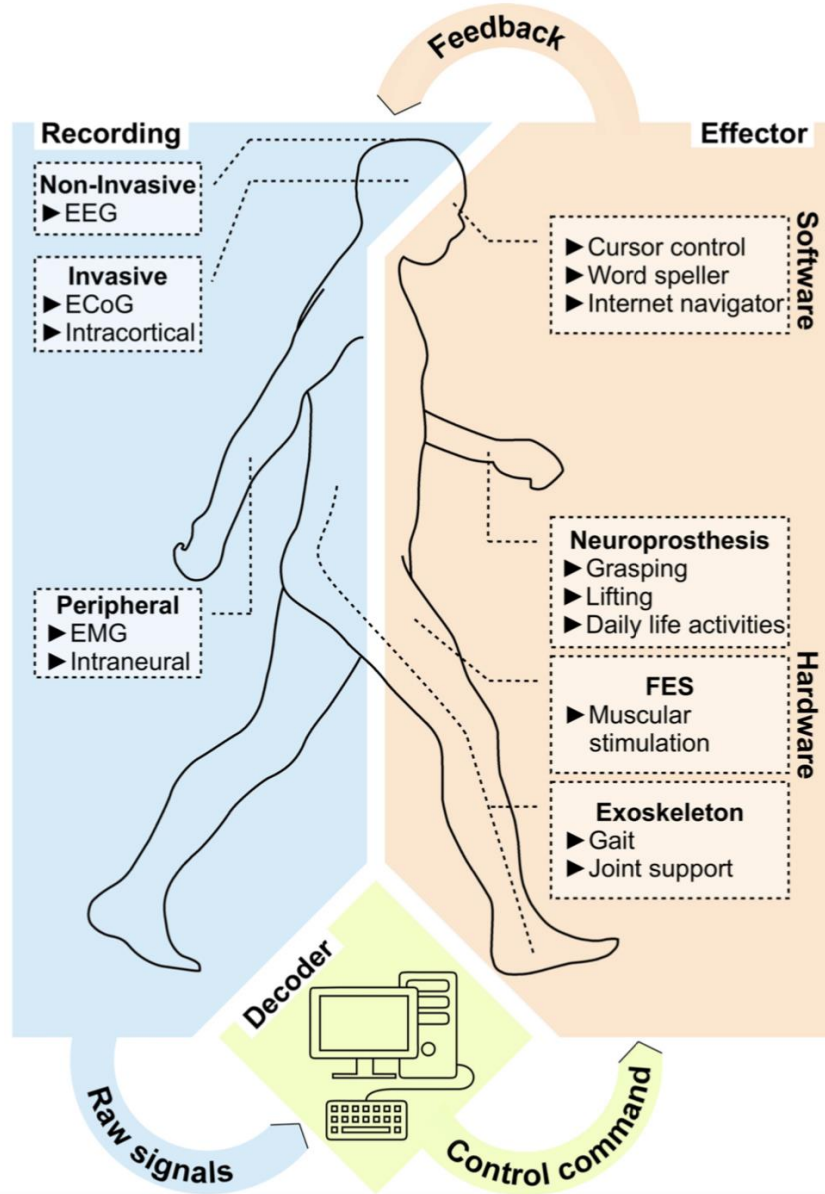 Feedback
Recording
Non-Invasive
►EEG
Invasive
►ECoG
►Intracortical
Peripheral
►EMG
►Intraneural
Effector
Software
►Cursor control
►Word speller
►Internet navigator
Hardware
Neuroprosthesis
►Grasping
►Lifting
►Daily life activities
FES
►Muscular
stimulation
Exoskeleton
►Gait
►Joint support
Decoder
Raw signals
Control command